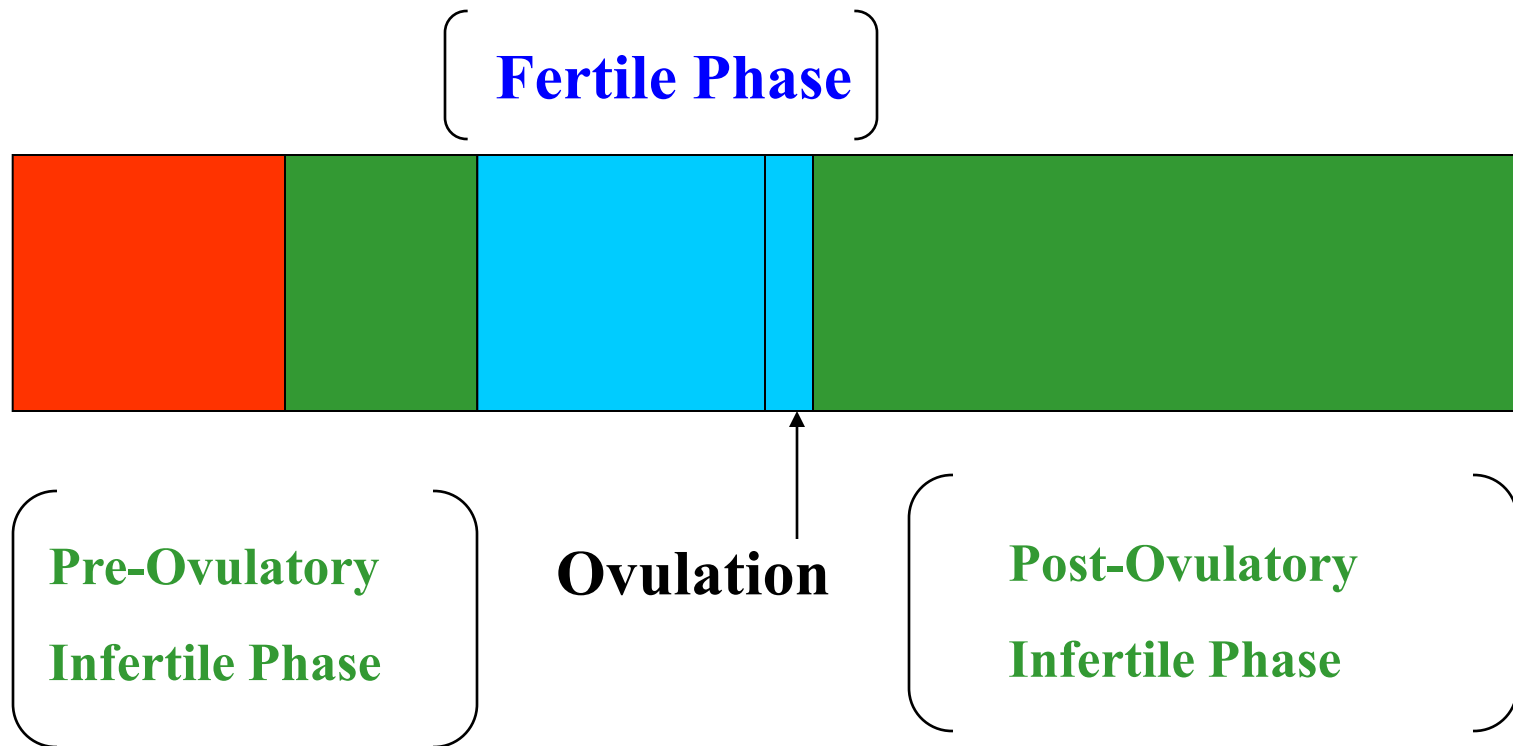 Fertile Phase
Pre-Ovulatory
Infertile Phase
Ovulation
Post-Ovulatory
Infertile Phase